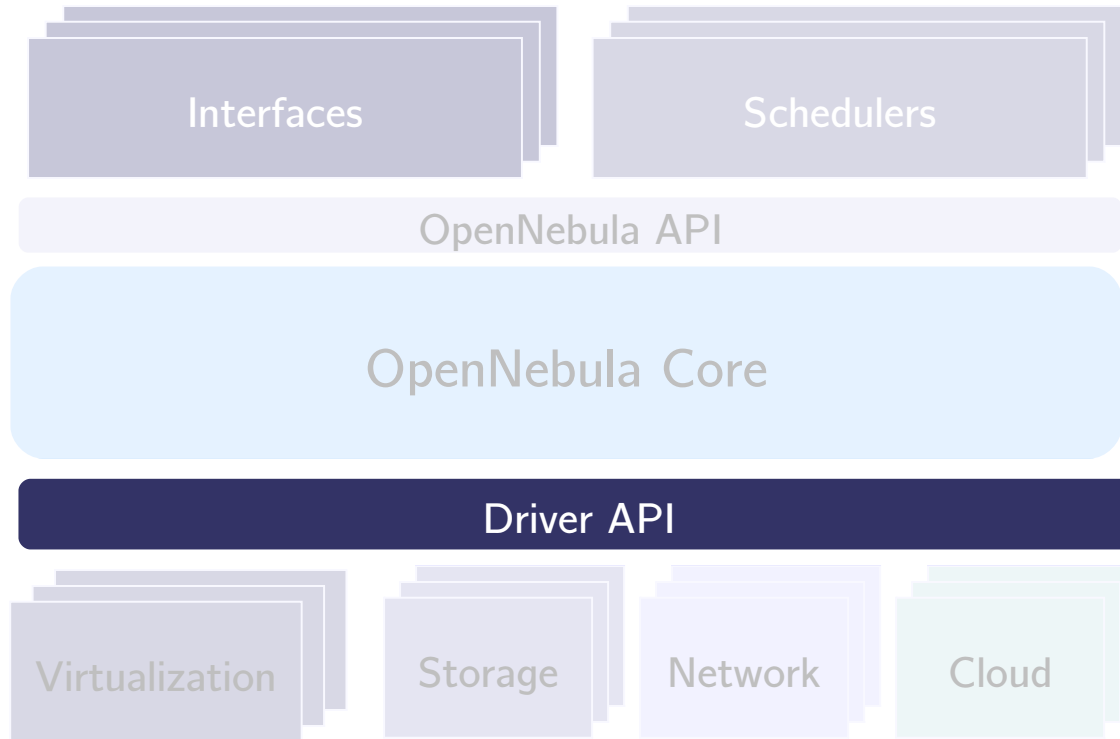 Interfaces
Schedulers
OpenNebula API
OpenNebula Core
Driver API
Virtualization
Storage
Network
Cloud